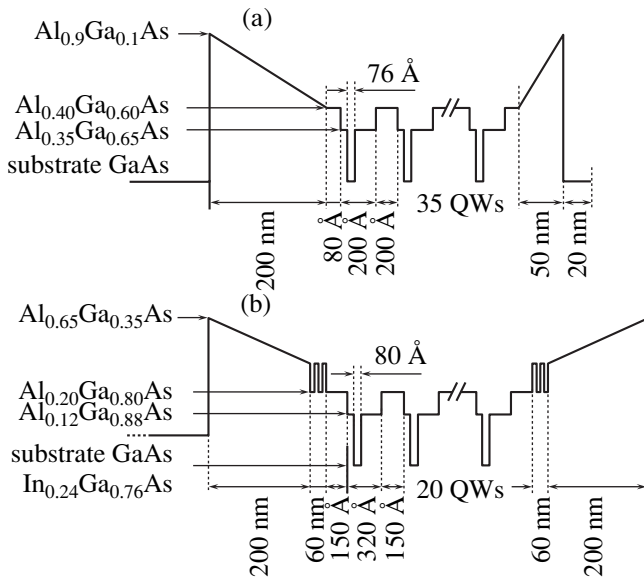 (a)
Al0.9Ga0.1As
76 Å
Al0.40Ga0.60As
Al0.35Ga0.65As
substrate GaAs
35 QWs
200 nm
80 Å
200 Å
200 Å
50 nm
20 nm
(b)
Al0.65Ga0.35As
80 Å
Al0.20Ga0.80As
Al0.12Ga0.88As
substrate GaAs
In0.24Ga0.76As
20 QWs
200 nm
60 nm
150 Å
320 Å
150 Å
60 nm
200 nm